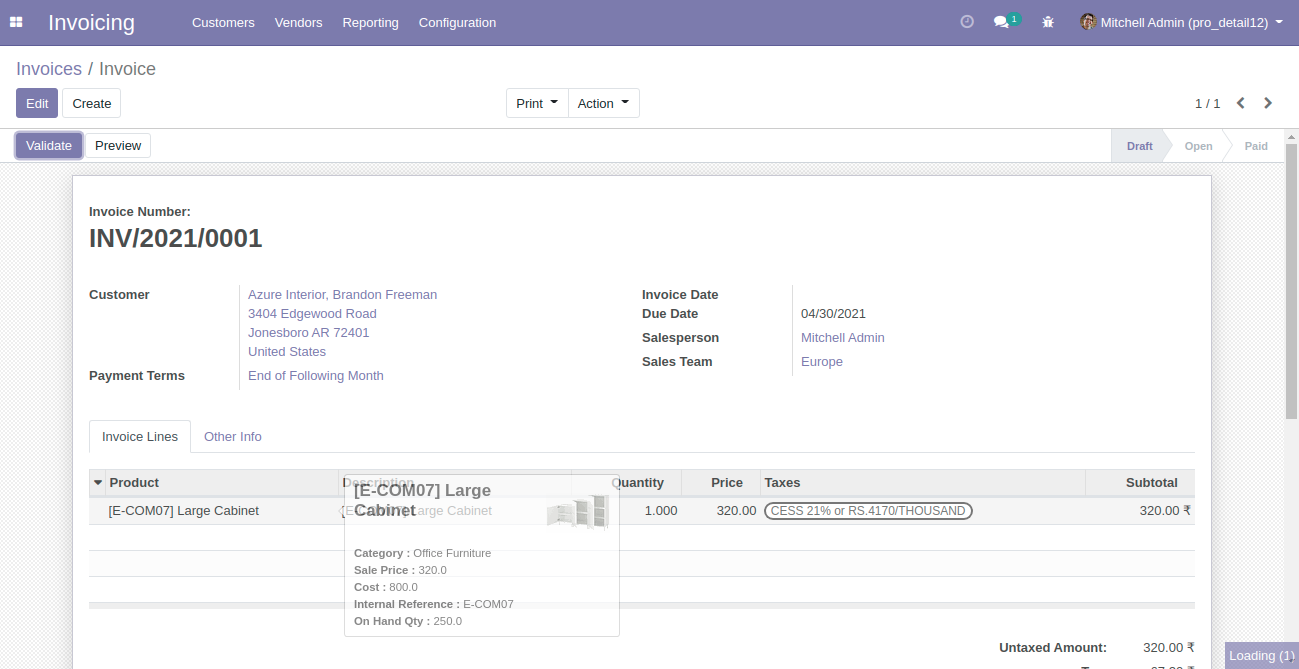 Invoicing Customers Vendors Reporting Configuration 1 Mitchell Admin (pro_detail12)
Invoices / Invoice
Edit Create Print Action 1 / 1
Validate Preview Draft Open Paid
Invoice Number:
INV/2021/0001
Customer Azure Interior, Brandon Freeman
3404 Edgewood Road
Jonesboro AR 72401
United States
Payment Terms End of Following Month
Invoice Date
Due Date 04/30/2021
Salesperson Mitchell Admin
Sales Team Europe
Invoice Lines Other Info
Product Description Quantity Price Taxes Subtotal
[E-COM07] Large Cabinet [E-COM07] Large Cabinet 1.000 320.00 CESS 21% or RS.4170/THOUSAND 320.00 ₹
[E-COM07] Large
Cabinet
Category : Office Furniture
Sale Price : 320.0
Cost : 800.0
Internal Reference : E-COM07
On Hand Qty : 250.0
Untaxed Amount: 320.00 ₹
Loading (1)